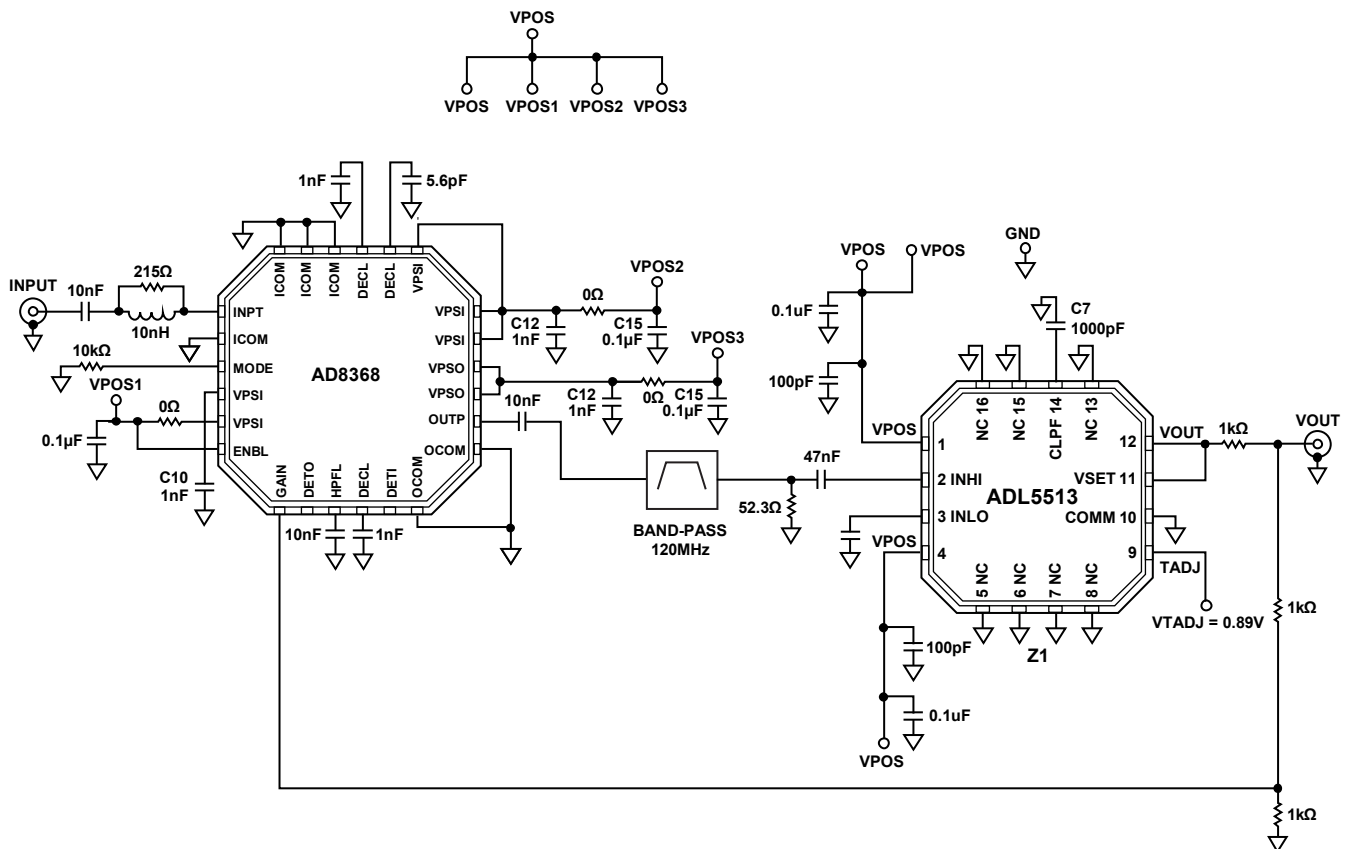 VPOS
VPOS VPOS1 VPOS2 VPOS3
1nF 5.6pF
GND
VPOS VPOS
INPUT 10nF 215Ω
10nH
ICOM ICOM ICOM DECL DECL VPSI
VPOS2
0Ω
C12
1nF
C15
0.1µF
VPOS3
0.1uF
C7
1000pF
INPT
ICOM
MODE
VPSI
VPSI
ENBL
AD8368
VPSI
VPSI
VPSO
VPSO
OUTP
OCOM
10kΩ
VPOS1
0Ω
0.1µF
C10
1nF
GAIN DETO HPFL DECL DETI OCOM
10nF 1nF
10nF
C12
1nF
0Ω
C15
0.1µF
100pF
BAND-PASS
120MHz
52.3Ω
47nF
VPOS
1
2 INHI
3 INLO
VPOS
4
NC 16 NC 15 CLPF 14 NC 13
ADL5513
12
VSET 11
COMM 10
9
5 NC 6 NC 7 NC 8 NC
VOUT
1kΩ
VOUT
TADJ
VTADJ = 0.89V
1kΩ
Z1
100pF
0.1uF
VPOS
1kΩ